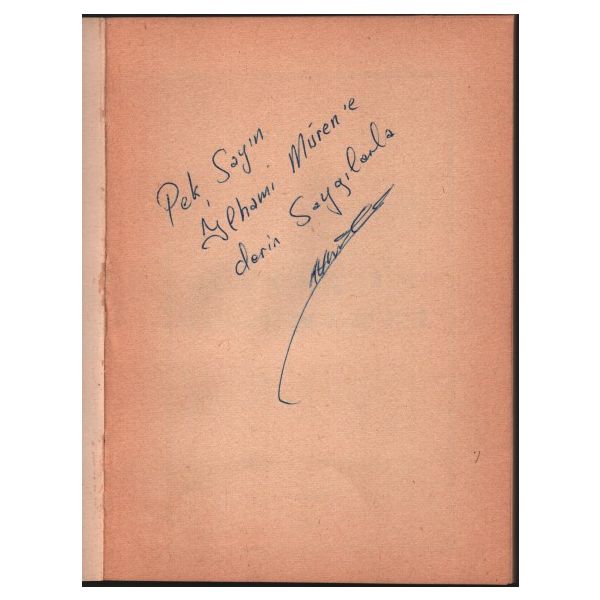 Pek Sayın
İlhami Müren'e
derin Saygılarla